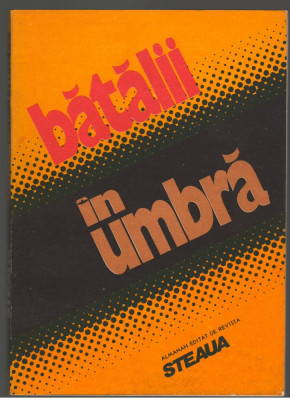 bătălii
în
umbră
ALMANAH EDITAT DE REVISTA
STEAUA